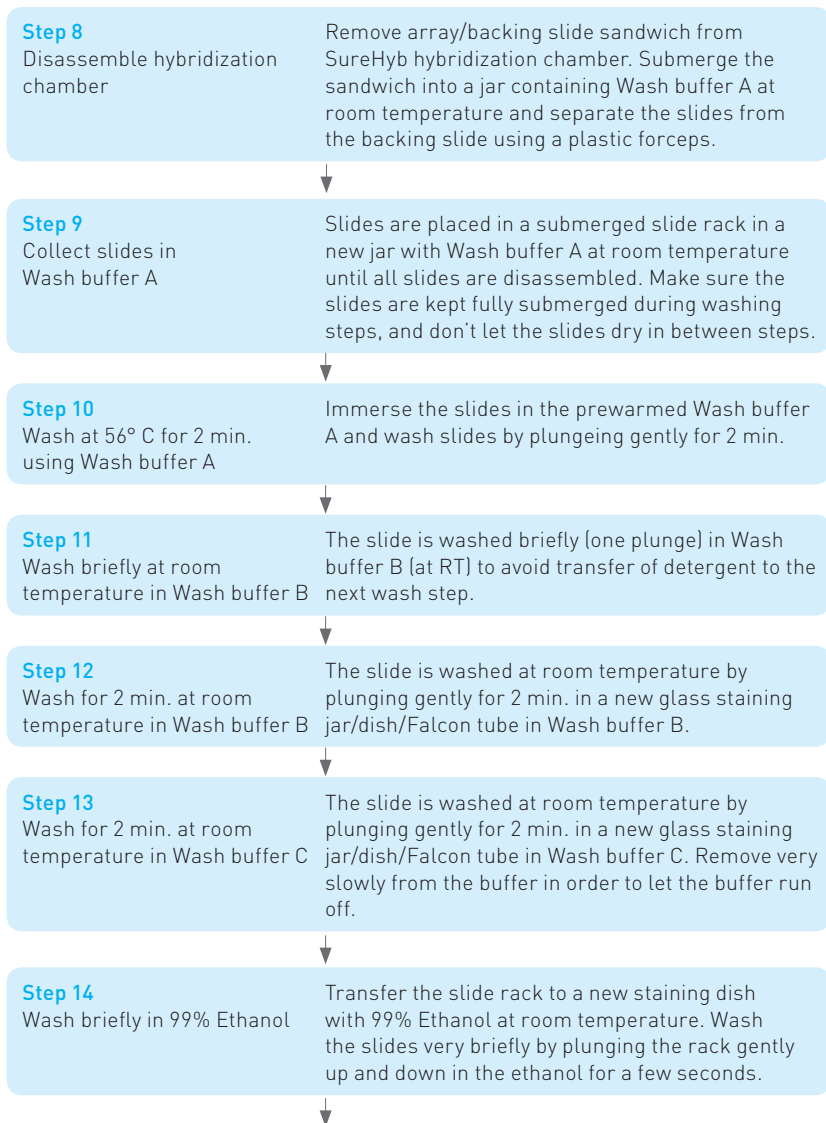 Step 8
Disassemble hybridization
chamber
Remove array/backing slide sandwich from
SureHyb hybridization chamber. Submerge the
sandwich into a jar containing Wash buffer A at
room temperature and separate the slides from
the backing slide using a plastic forceps.
Step 9
Collect slides in
Wash buffer A
Slides are placed in a submerged slide rack in a
new jar with Wash buffer A at room temperature
until all slides are disassembled. Make sure the
slides are kept fully submerged during washing
steps, and don't let the slides dry in between steps.
Step 10
Wash at 56° C for 2 min.
using Wash buffer A
Immerse the slides in the prewarmed Wash buffer
A and wash slides by plungeing gently for 2 min.
Step 11
Wash briefly at room
temperature in Wash buffer B
The slide is washed briefly (one plunge) in Wash
buffer B (at RT) to avoid transfer of detergent to the
next wash step.
Step 12
Wash for 2 min. at room
temperature in Wash buffer B
The slide is washed at room temperature by
plunging gently for 2 min. in a new glass staining
jar/dish/Falcon tube in Wash buffer B.
Step 13
Wash for 2 min. at room
temperature in Wash buffer C
The slide is washed at room temperature by
plunging gently for 2 min. in a new glass staining
jar/dish/Falcon tube in Wash buffer C. Remove very
slowly from the buffer in order to let the buffer run
off.
Step 14
Wash briefly in 99% Ethanol
Transfer the slide rack to a new staining dish
with 99% Ethanol at room temperature. Wash
the slides very briefly by plunging the rack gently
up and down in the ethanol for a few seconds.